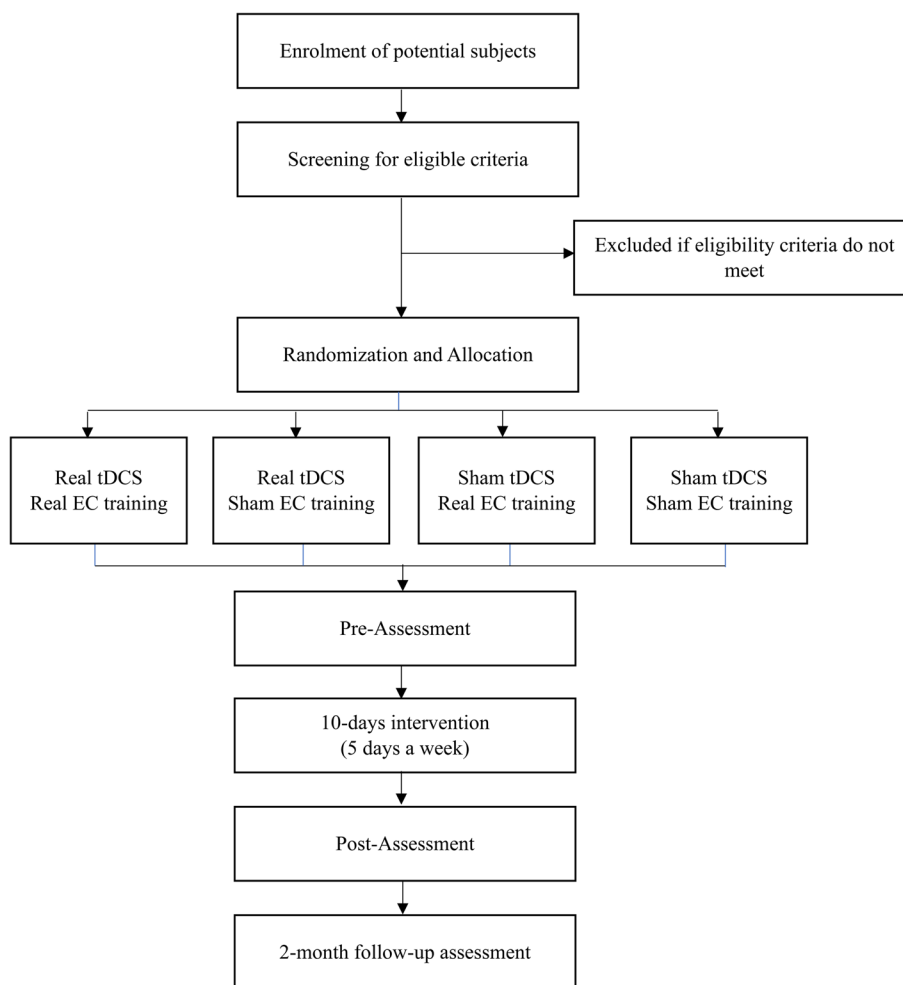 Enrolment of potential subjects
Screening for eligible criteria
Excluded if eligibility criteria do not
meet
Randomization and Allocation
Real tDCS
Real EC training
Real tDCS
Sham EC training
Sham tDCS
Real EC training
Sham tDCS
Sham EC training
Pre-Assessment
10-days intervention
(5 days a week)
Post-Assessment
2-month follow-up assessment